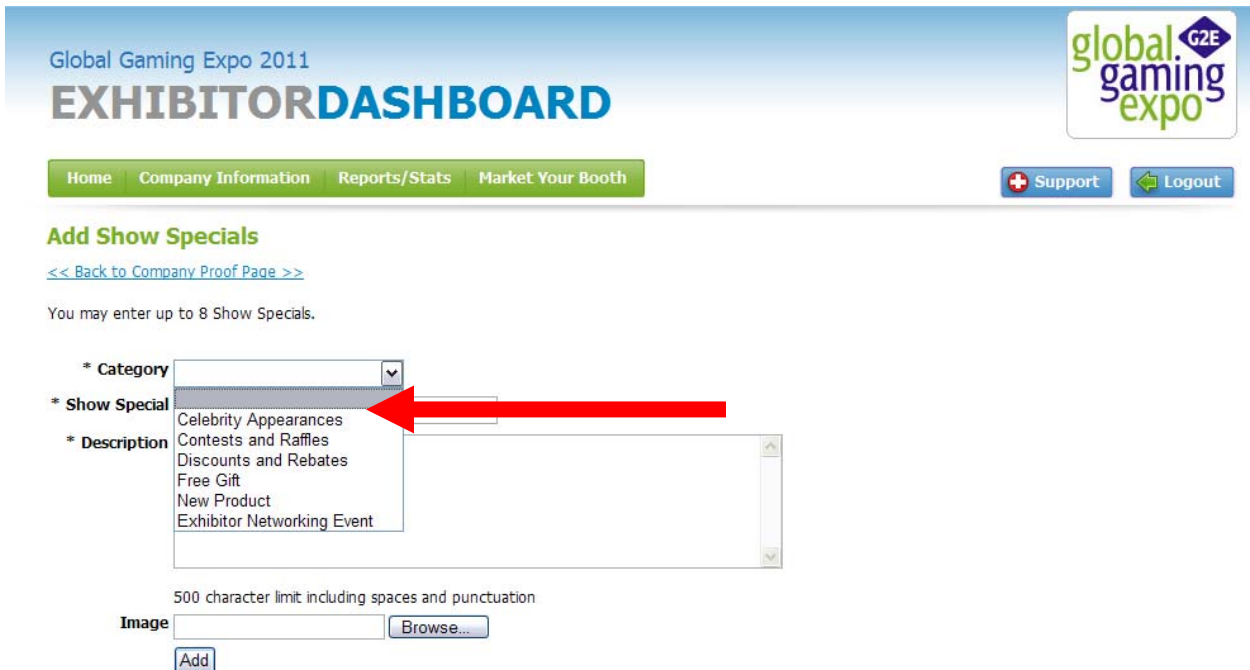 Global Gaming Expo 2011
EXHIBITORDASHBOARD
global G2E
gaming
expo
Home Company Information Reports/Stats Market Your Booth
Support Logout
Add Show Specials
<< Back to Company Proof Page >>
You may enter up to 8 Show Specials.
* Category
* Show Special
Celebrity Appearances
* Description Contests and Raffles
Discounts and Rebates
Free Gift
New Product
Exhibitor Networking Event
500 character limit including spaces and punctuation
Image Browse...
Add